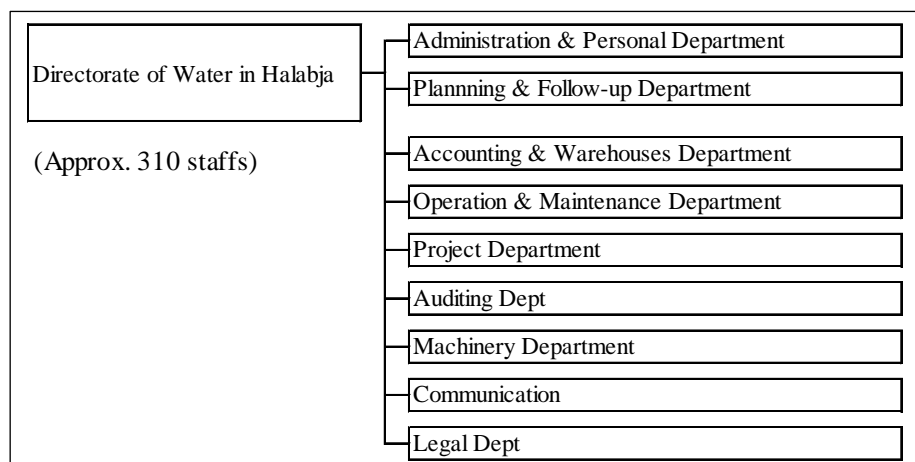 Directorate of Water in Halabja
(Approx. 310 staffs)
Administration & Personal Department
Plannning & Follow-up Department
Accounting & Warehouses Department
Operation & Maintenance Department
Project Department
Auditing Dept
Machinery Department
Communication
Legal Dept